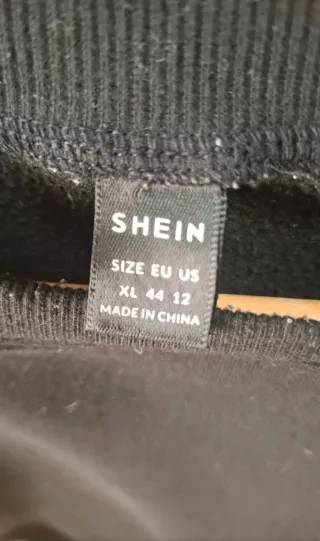 SHEIN
SIZE EU US
XL 44 12
MADE IN CHINA